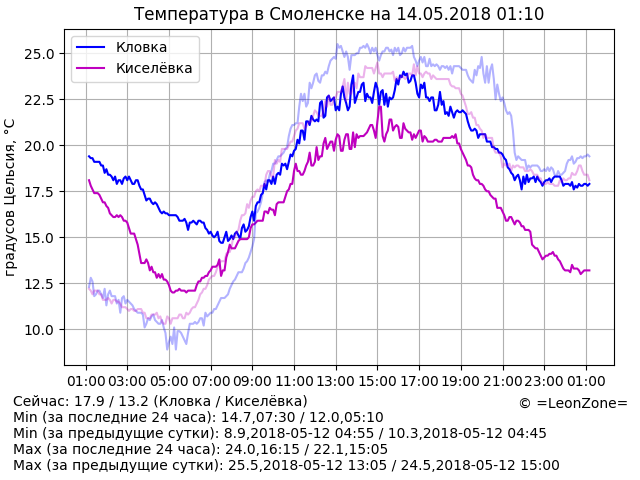 Температура в Смоленске на 14.05.2018 01:10
Кловка
Киселёвка
градусов Цельсия, °C
25.0
22.5
20.0
17.5
15.0
12.5
10.0
01:00 03:00 05:00 07:00 09:00 11:00 13:00 15:00 17:00 19:00 21:00 23:00 01:00
Сейчас: 17.9 / 13.2 (Кловка / Киселёвка)
© =LeonZone=
Min (за последние 24 часа): 14.7,07:30 / 12.0,05:10
Min (за предыдущие сутки): 8.9,2018-05-12 04:55 / 10.3,2018-05-12 04:45
Max (за последние 24 часа): 24.0,16:15 / 22.1,15:05
Max (за предыдущие сутки): 25.5,2018-05-12 13:05 / 24.5,2018-05-12 15:00